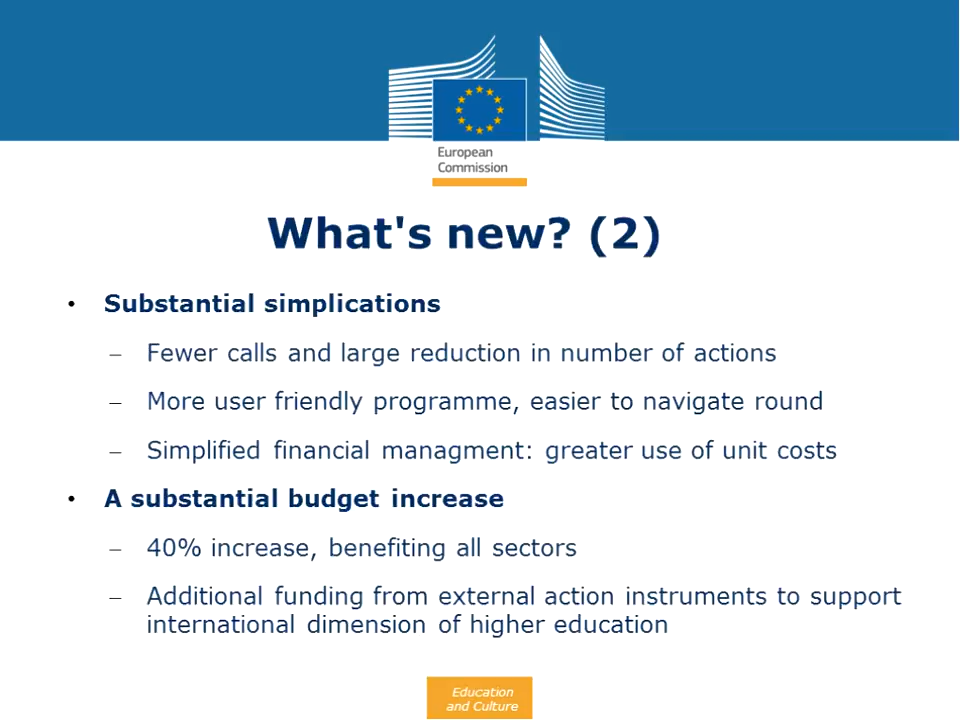 European
Commission
What's new? (2)
• Substantial simplications
– Fewer calls and large reduction in number of actions
– More user friendly programme, easier to navigate round
– Simplified financial managment: greater use of unit costs
• A substantial budget increase
– 40% increase, benefiting all sectors
– Additional funding from external action instruments to support
international dimension of higher education
Education
and Culture